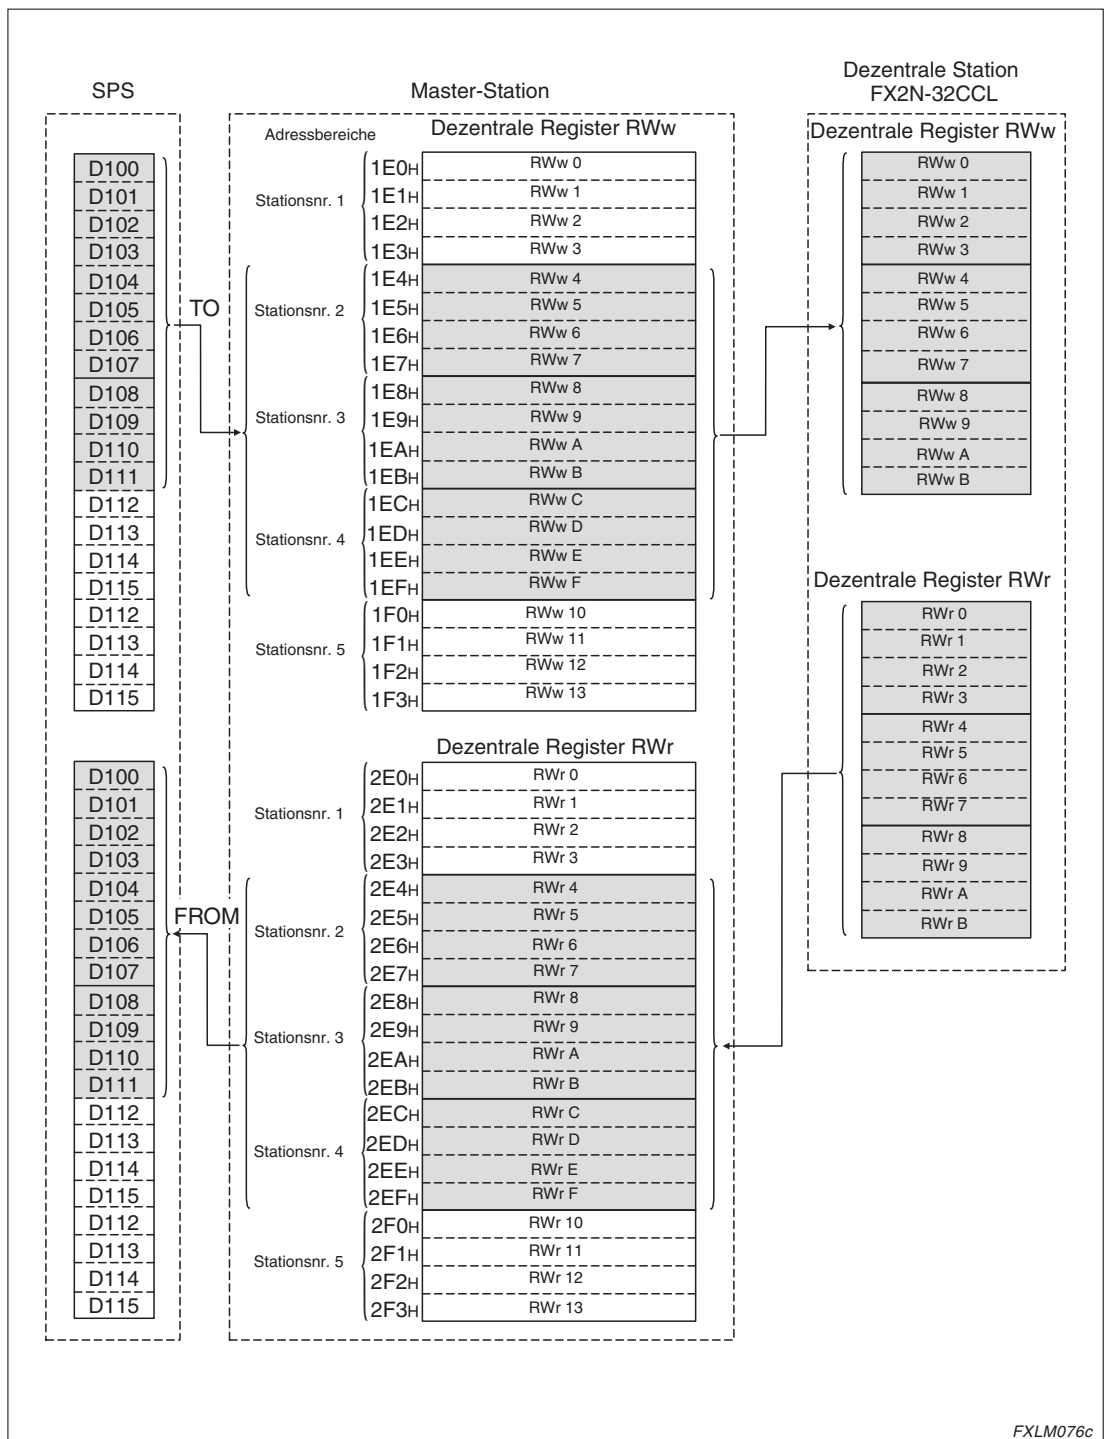 SPS
Master-Station
Dezentrale Station
FX2N-32CCL
Adressbereiche
Dezentrale Register RWw
Dezentrale Register RWw
D100
D101
D102
D103
D104
D105
D106
D107
D108
D109
D110
D111
D112
D113
D114
D115
D112
D113
D114
D115
TO
Stationsnr. 1
1E0H RWw 0
1E1H RWw 1
1E2H RWw 2
1E3H RWw 3
Stationsnr. 2
1E4H RWw 4
1E5H RWw 5
1E6H RWw 6
1E7H RWw 7
Stationsnr. 3
1E8H RWw 8
1E9H RWw 9
1EAH RWw A
1EBH RWw B
Stationsnr. 4
1ECH RWw C
1EDH RWw D
1EEH RWw E
1EFH RWw F
Stationsnr. 5
1F0H RWw 10
1F1H RWw 11
1F2H RWw 12
1F3H RWw 13
RWw 0
RWw 1
RWw 2
RWw 3
RWw 4
RWw 5
RWw 6
RWw 7
RWw 8
RWw 9
RWw A
RWw B
Dezentrale Register RWr
RWr 0
RWr 1
RWr 2
RWr 3
RWr 4
RWr 5
RWr 6
RWr 7
RWr 8
RWr 9
RWr A
RWr B
D100
D101
D102
D103
D104
D105
D106
D107
D108
D109
D110
D111
D112
D113
D114
D115
D112
D113
D114
D115
FROM
Dezentrale Register RWr
Stationsnr. 1
2E0H RWr 0
2E1H RWr 1
2E2H RWr 2
2E3H RWr 3
Stationsnr. 2
2E4H RWr 4
2E5H RWr 5
2E6H RWr 6
2E7H RWr 7
Stationsnr. 3
2E8H RWr 8
2E9H RWr 9
2EAH RWr A
2EBH RWr B
Stationsnr. 4
2ECH RWr C
2EDH RWr D
2EEH RWr E
2EFH RWr F
Stationsnr. 5
2F0H RWr 10
2F1H RWr 11
2F2H RWr 12
2F3H RWr 13
FXLM076c